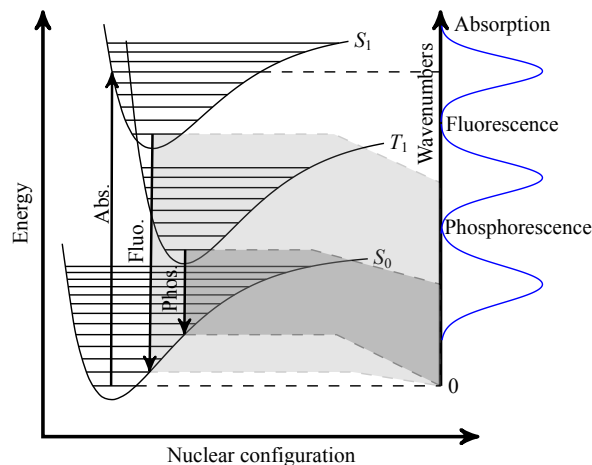 Absorption
S1
Wavenumbers
Fluorescence
T1
Abs.
Fluo.
Energy
Phosphorescence
Phos.
S0
0
Nuclear configuration